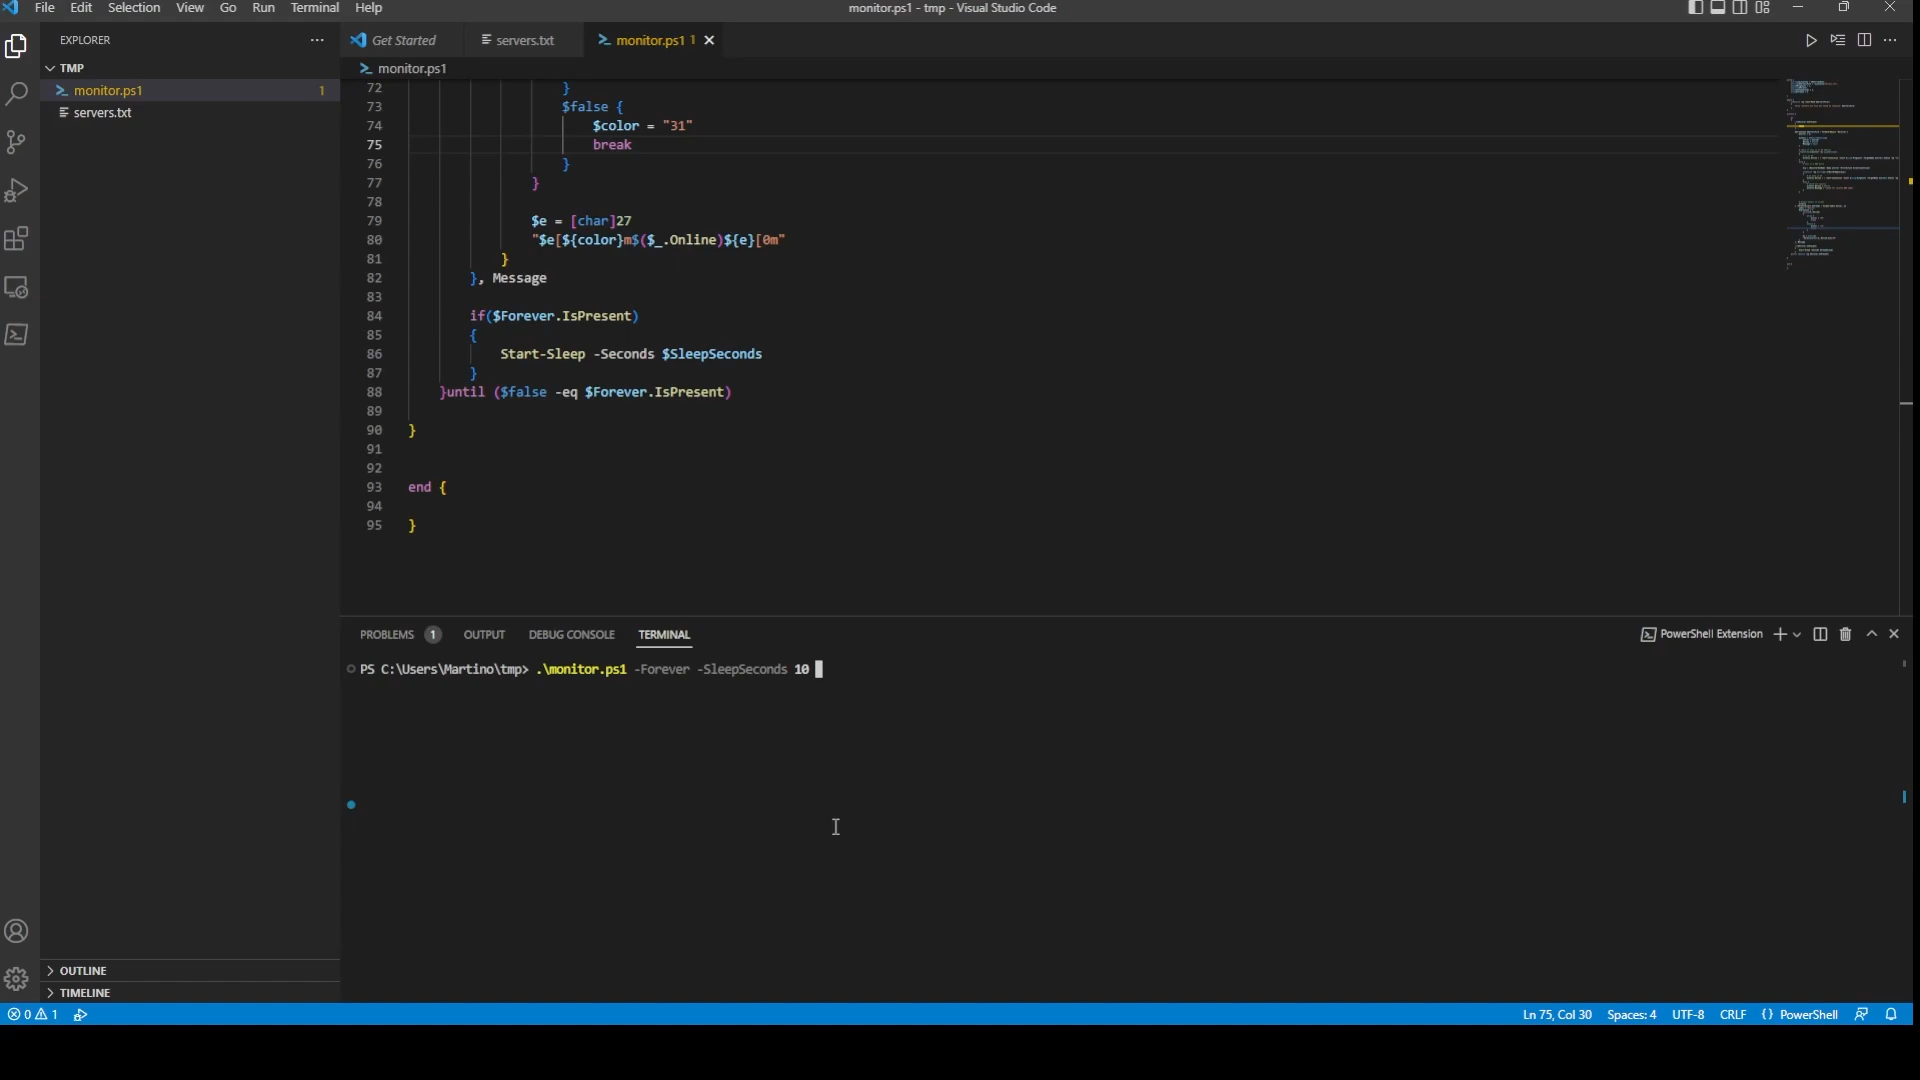 File Edit Selection View Go Run Terminal Help
monitor.ps1 - tmp - Visual Studio Code
EXPLORER
TMP
monitor.ps1 1
servers.txt
OUTLINE
TIMELINE
Get Started servers.txt monitor.ps1 1
monitor.ps1
72 }
73 $false {
74 $color = "31"
75 break
76 }
77 }
78
79 $e = [char]27
80 "$e[${color}m$($_.Online)${e}[0m"
81 }
82 }, Message
83
84 if($Forever.IsPresent)
85 {
86 Start-Sleep -Seconds $SleepSeconds
87 }
88 }until ($false -eq $Forever.IsPresent)
89
90 }
91
92
93 end {
94
95 }
PROBLEMS 1 OUTPUT DEBUG CONSOLE TERMINAL
PowerShell Extension
PS C:\Users\Martino\tmp> .\monitor.ps1 -Forever -SleepSeconds 10
0 1
Ln 75, Col 30 Spaces: 4 UTF-8 CRLF {} PowerShell